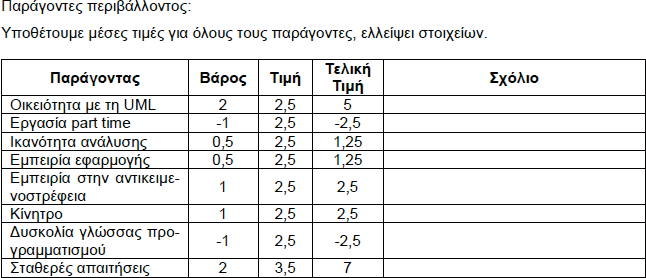 Παράγοντες περιβάλλοντος:
Υποθέτουμε μέσες τιμές για όλους τους παράγοντες, ελλείψει στοιχείων.
Παράγοντας Βάρος Τιμή Τελική Τιμή Σχόλιο
Οικειότητα με τη UML 2 2,5 5
Εργασία part time -1 2,5 -2,5
Ικανότητα ανάλυσης 0,5 2,5 1,25
Εμπειρία εφαρμογής 0,5 2,5 1,25
Εμπειρία στην αντικειμε-
νοστρέφεια 1 2,5 2,5
Κίνητρο 1 2,5 2,5
Δυσκολία γλώσσας προ-
γραμματισμού -1 2,5 -2,5
Σταθερές απαιτήσεις 2 3,5 7